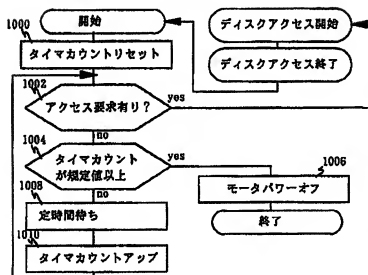 開始
1000
タイマカウントリセット
1002
アクセス要求有り?
yes
no
1004
タイマカウント
が規定値以上
yes
no
1008
定時間待ち
1010
タイマカウントアップ
ディスクアクセス開始
ディスクアクセス終了
1006
モータパワーオフ
終了